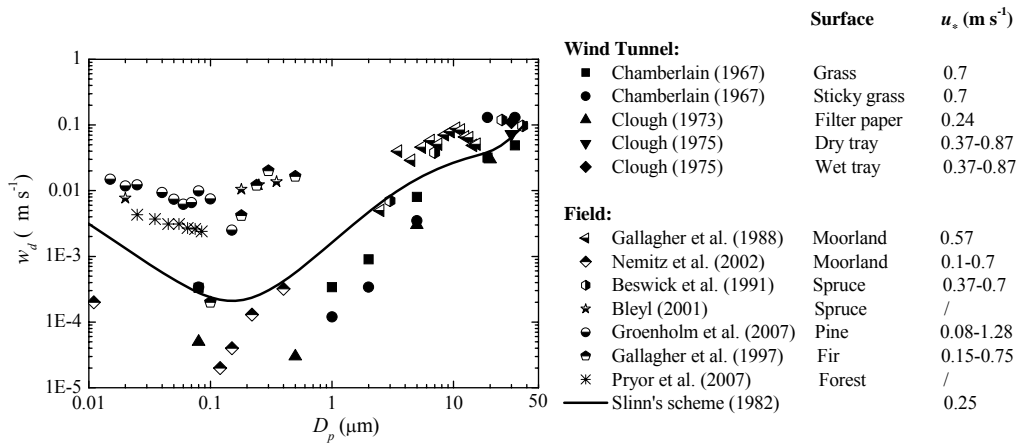 Surface u* (m s-1)
Wind Tunnel:
Chamberlain (1967) Grass 0.7
Chamberlain (1967) Sticky grass 0.7
Clough (1973) Filter paper 0.24
Clough (1975) Dry tray 0.37-0.87
Clough (1975) Wet tray 0.37-0.87
Field:
Gallagher et al. (1988) Moorland 0.57
Nemitz et al. (2002) Moorland 0.1-0.7
Beswick et al. (1991) Spruce 0.37-0.7
Bleyl (2001) Spruce /
Groenholm et al. (2007) Pine 0.08-1.28
Gallagher et al. (1997) Fir 0.15-0.75
Pryor et al. (2007) Forest /
Slinn's scheme (1982) 0.25
wd ( m s-1)
1
0.1
0.01
1E-3
1E-4
1E-5
0.01 0.1 1 10 50
Dp (μm)